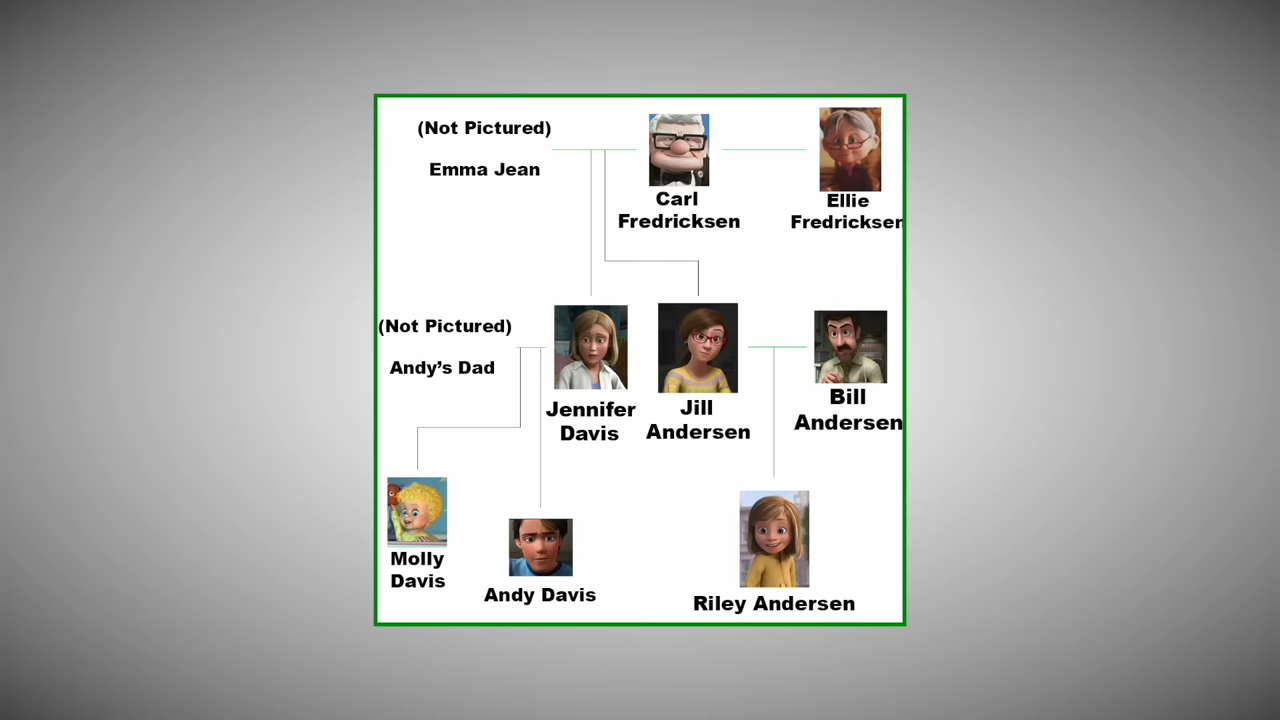 (Not Pictured)
Emma Jean
Carl
Fredricksen
Ellie
Fredricksen
(Not Pictured)
Andy's Dad
Jennifer
Davis
Jill
Andersen
Bill
Andersen
Molly
Davis
Andy Davis
Riley Andersen